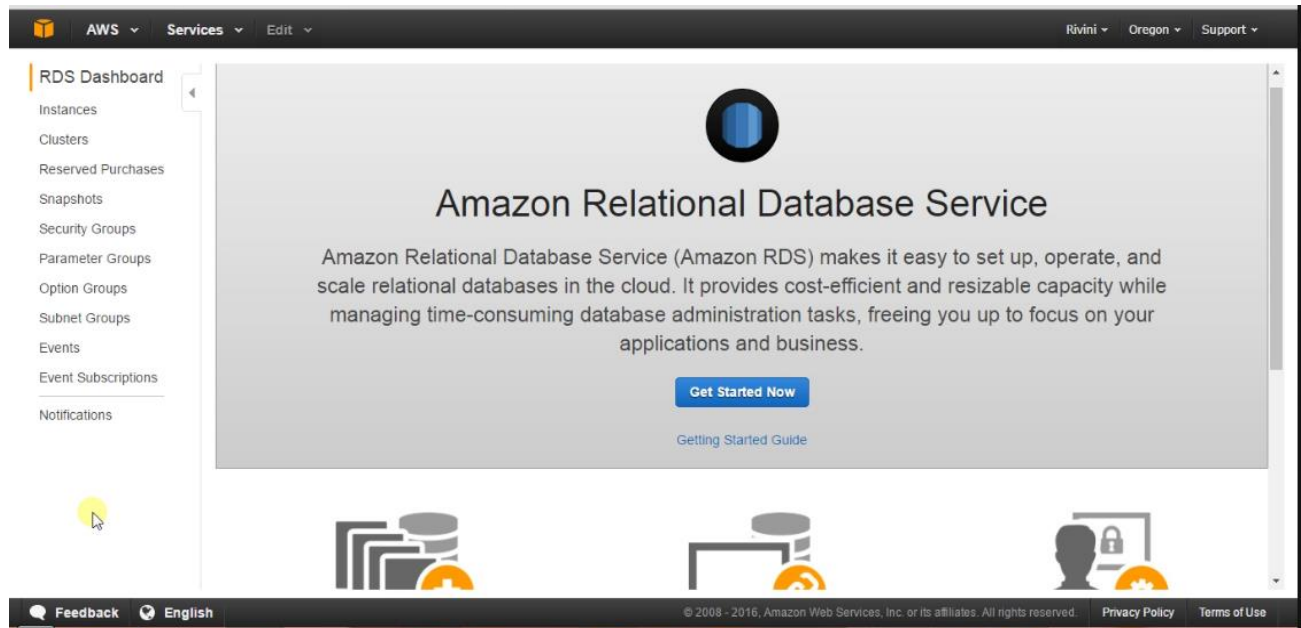 AWS Services Edit Rivini Oregon Support
RDS Dashboard
Instances
Clusters
Reserved Purchases
Snapshots
Security Groups
Parameter Groups
Option Groups
Subnet Groups
Events
Event Subscriptions
Notifications
Amazon Relational Database Service
Amazon Relational Database Service (Amazon RDS) makes it easy to set up, operate, and
scale relational databases in the cloud. It provides cost-efficient and resizable capacity while
managing time-consuming database administration tasks, freeing you up to focus on your
applications and business.
Get Started Now
Getting Started Guide
Feedback English © 2008 - 2016, Amazon Web Services, Inc. or its affiliates. All rights reserved. Privacy Policy Terms of Use